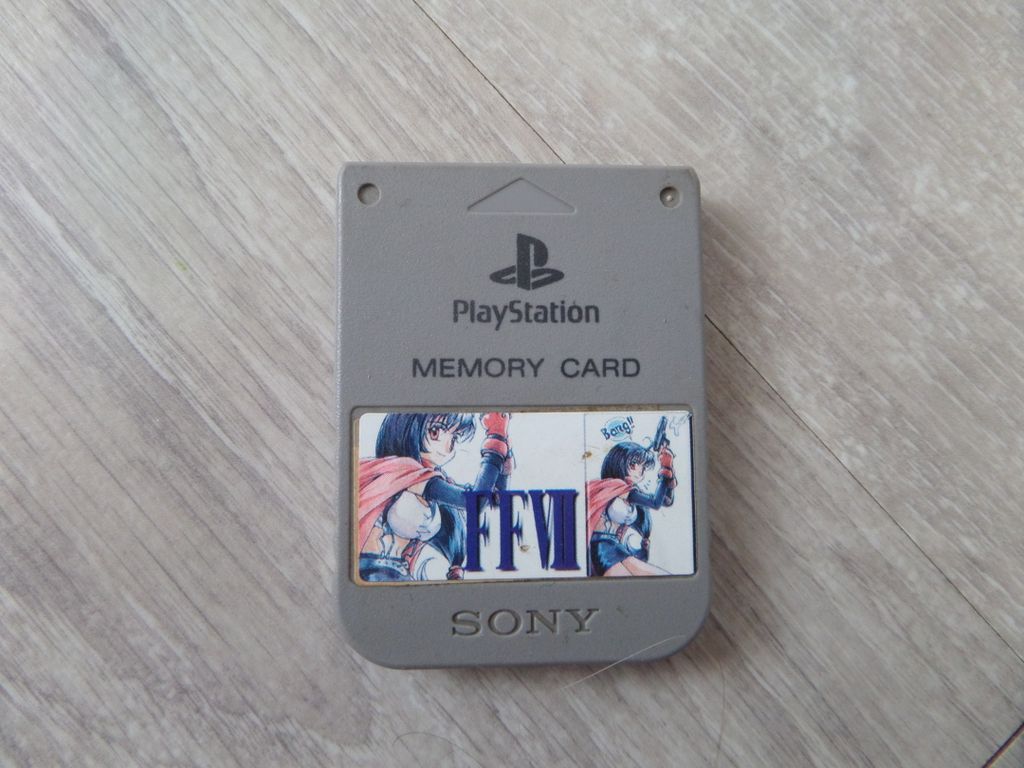 PlayStation
MEMORY CARD
Bang!!
FFVII
SONY